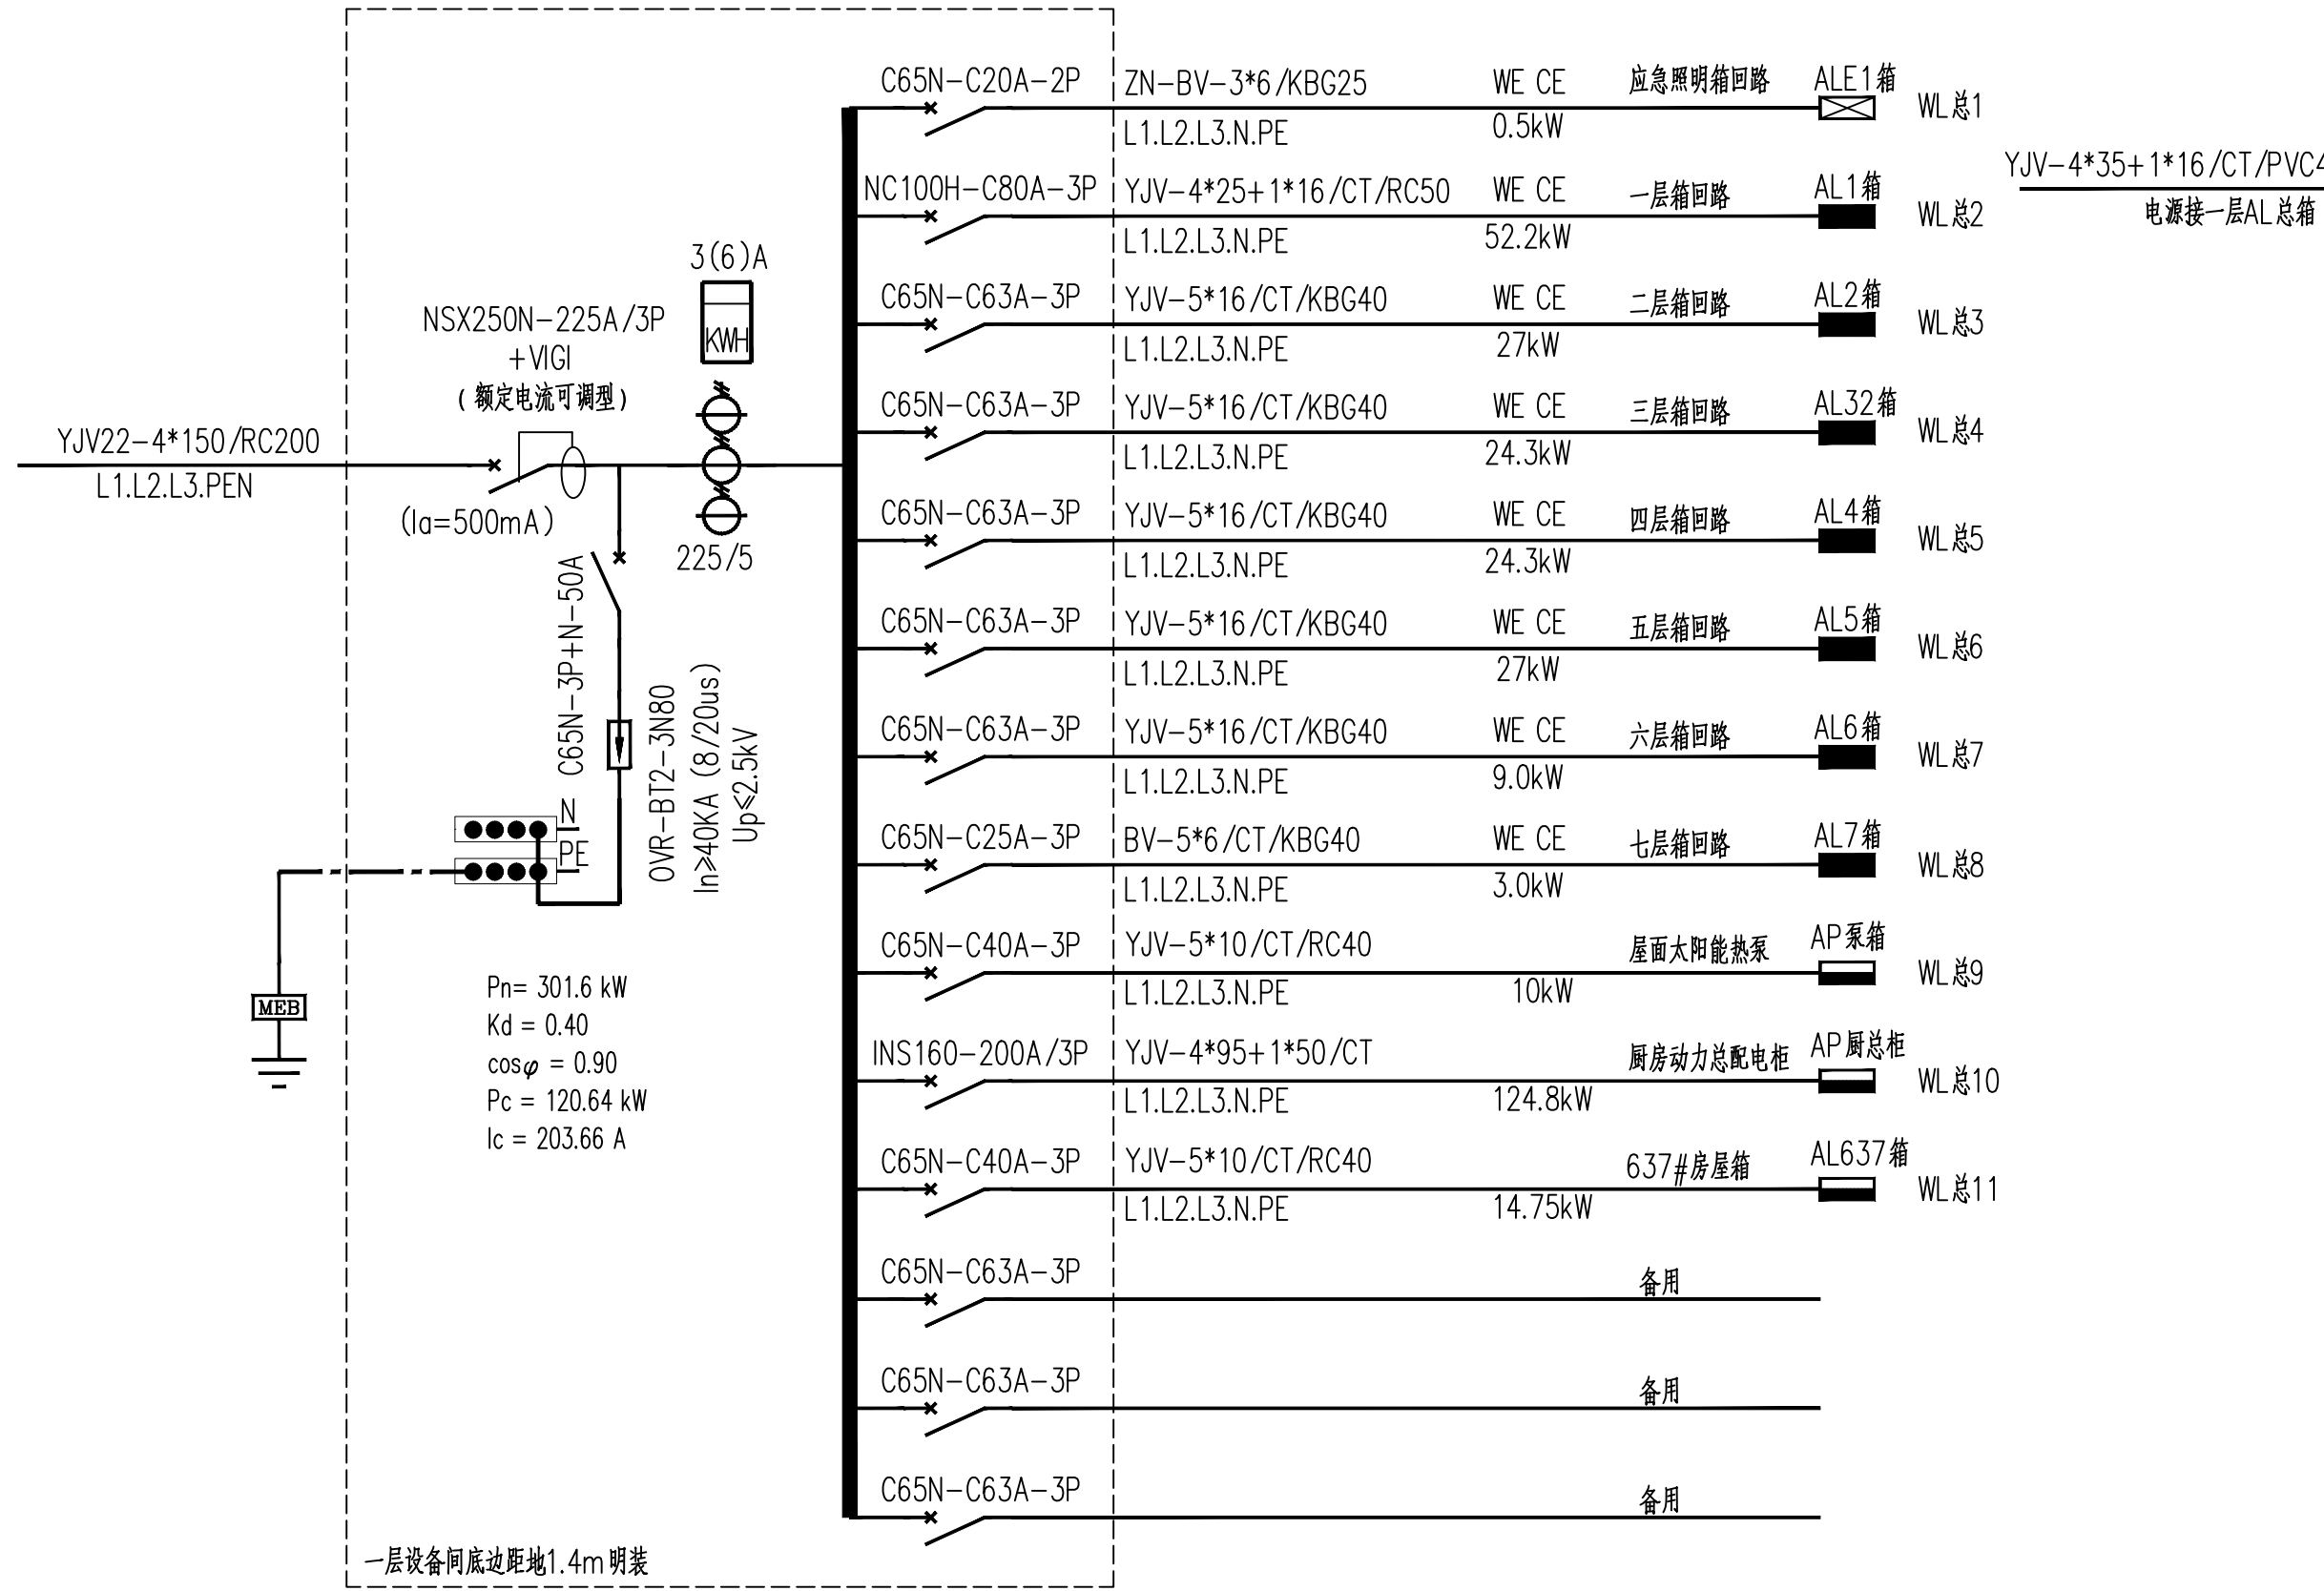 YJV22-4*150/RC200
L1.L2.L3.PEN
NSX250N-225A/3P
+VIGI
(额定电流可调型)
(Ia=500mA)
3(6)A
KWH
225/5
C65N-3P+N-50A
OVR-BT2-3N80
In≥40KA (8/20us)
Up≤2.5kV
N
PE
MEB
Pn= 301.6 kW
Kd = 0.40
cosφ = 0.90
Pc = 120.64 kW
Ic = 203.66 A
一层设备间底边距地1.4m明装
C65N-C20A-2P ZN-BV-3*6/KBG25 WE CE 应急照明箱回路 ALE1箱 WL总1
L1.L2.L3.N.PE 0.5kW
NC100H-C80A-3P YJV-4*25+1*16/CT/RC50 WE CE 一层箱回路 AL1箱 WL总2
L1.L2.L3.N.PE 52.2kW
C65N-C63A-3P YJV-5*16/CT/KBG40 WE CE 二层箱回路 AL2箱 WL总3
L1.L2.L3.N.PE 27kW
C65N-C63A-3P YJV-5*16/CT/KBG40 WE CE 三层箱回路 AL32箱 WL总4
L1.L2.L3.N.PE 24.3kW
C65N-C63A-3P YJV-5*16/CT/KBG40 WE CE 四层箱回路 AL4箱 WL总5
L1.L2.L3.N.PE 24.3kW
C65N-C63A-3P YJV-5*16/CT/KBG40 WE CE 五层箱回路 AL5箱 WL总6
L1.L2.L3.N.PE 27kW
C65N-C63A-3P YJV-5*16/CT/KBG40 WE CE 六层箱回路 AL6箱 WL总7
L1.L2.L3.N.PE 9.0kW
C65N-C25A-3P BV-5*6/CT/KBG40 WE CE 七层箱回路 AL7箱 WL总8
L1.L2.L3.N.PE 3.0kW
C65N-C40A-3P YJV-5*10/CT/RC40 屋面太阳能热泵 AP泵箱 WL总9
L1.L2.L3.N.PE 10kW
INS160-200A/3P YJV-4*95+1*50/CT 厨房动力总配电柜 AP厨总柜 WL总10
L1.L2.L3.N.PE 124.8kW
C65N-C40A-3P YJV-5*10/CT/RC40 637#房屋箱 AL637箱 WL总11
L1.L2.L3.N.PE 14.75kW
C65N-C63A-3P 备用
C65N-C63A-3P 备用
C65N-C63A-3P 备用
YJV-4*35+1*16/CT/PVC4
电源接一层AL总箱